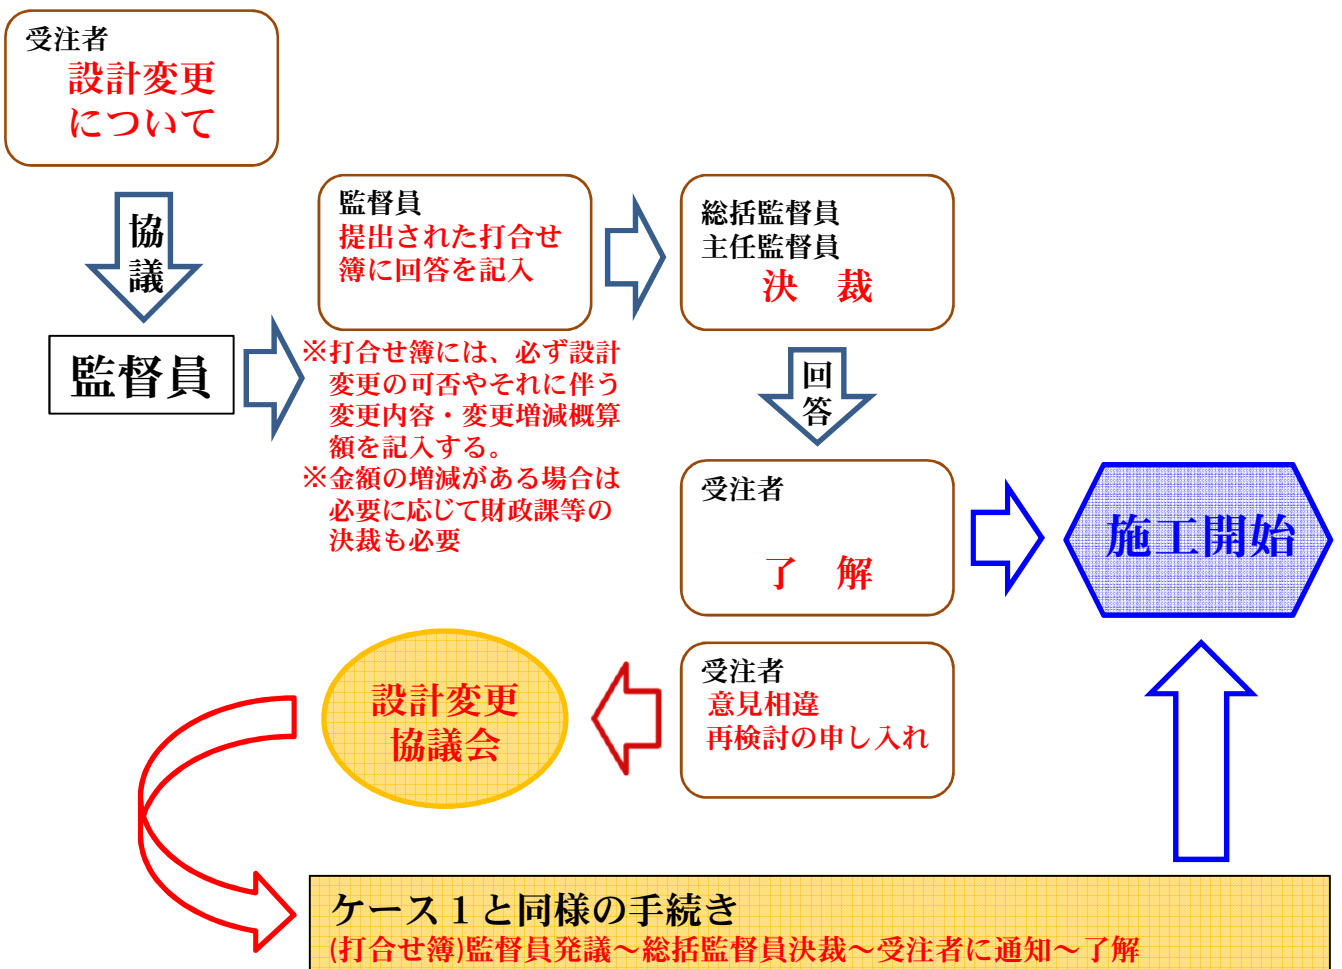 受注者
設計変更
について
協
議
監督員
監督員
提出された打合せ
簿に回答を記入
※打合せ簿には、必ず設計
変更の可否やそれに伴う
変更内容・変更増減概算
額を記入する。
※金額の増減がある場合は
必要に応じて財政課等の
決裁も必要
総括監督員
主任監督員
決　裁
回
答
受注者
了　解
施工開始
受注者
意見相違
再検討の申し入れ
設計変更
協議会
ケース１と同様の手続き
(打合せ簿)監督員発議～総括監督員決裁～受注者に通知～了解